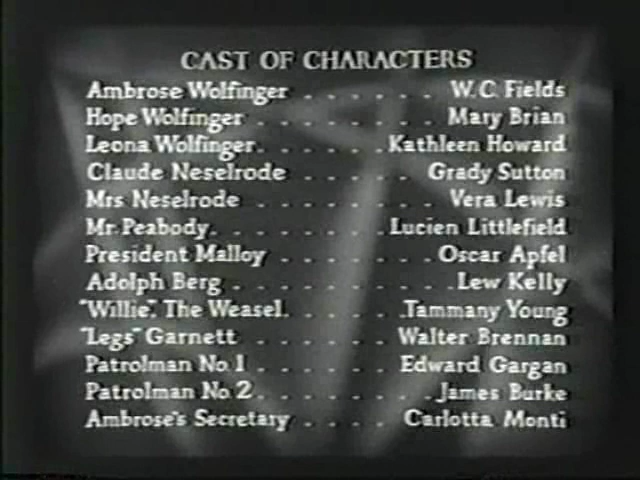 CAST OF CHARACTERS
Ambrose Wolfinger . . . . . . W. C. Fields
Hope Wolfinger . . . . . . . Mary Brian
Leona Wolfinger. . . . . .Kathleen Howard
Claude Neselrode . . . . . Grady Sutton
Mrs Neselrode . . . . . . . Vera Lewis
Mr. Peabody. . . . . . . Lucien Littlefield
President Malloy . . . . . . Oscar Apfel
Adolph Berg . . . . . . . . .Lew Kelly
"Willie". The Weasel. . . . . Tammany Young
"Legs" Garnett . . . . . . Walter Brennan
Patrolman No. 1 . . . . . . Edward Gargan
Patrolman No. 2. . . . . . . James Burke
Ambrose's Secretary . . . . Carlotta Monti